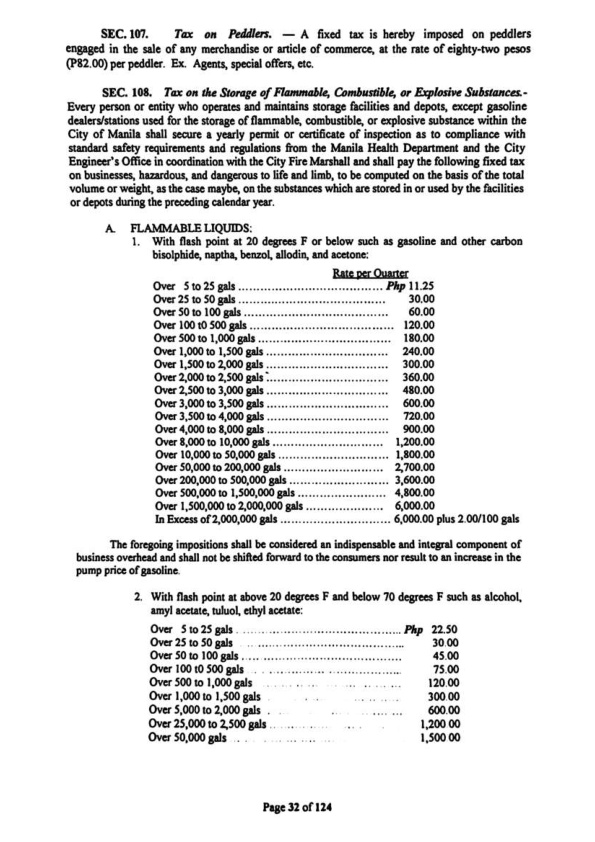 SEC. 107. Tax on Peddlers. — A fixed tax is hereby imposed on peddlers
engaged in the sale of any merchandise or article of commerce, at the rate of eighty-two pesos
(P82.00) per peddler. Ex. Agents, special offers, etc.
SEC. 108. Tax on the Storage of Flammable, Combustible, or Explosive Substances.-
Every person or entity who operates and maintains storage facilities and depots, except gasoline
dealers/stations used for the storage of flammable, combustible, or explosive substance within the
City of Manila shall secure a yearly permit or certificate of inspection as to compliance with
standard safety requirements and regulations from the Manila Health Department and the City
Engineer's Office in coordination with the City Fire Marshall and shall pay the following fixed tax
on businesses, hazardous, and dangerous to life and limb, to be computed on the basis of the total
volume or weight, as the case maybe, on the substances which are stored in or used by the facilities
or depots during the preceding calendar year.
A. FLAMMABLE LIQUIDS:
1. With flash point at 20 degrees F or below such as gasoline and other carbon
bisolphide, naptha, benzol, allodin, and acetone:
Rate per Quarter
Over 5 to 25 gals ...................................... Php 11.25
Over 25 to 50 gals ....................................... 30.00
Over 50 to 100 gals ...................................... 60.00
Over 100 t0 500 gals ...................................... 120.00
Over 500 to 1,000 gals ................................... 180.00
Over 1,000 to 1,500 gals ................................. 240.00
Over 1,500 to 2,000 gals ................................. 300.00
Over 2,000 to 2,500 gals ................................. 360.00
Over 2,500 to 3,000 gals ................................. 480.00
Over 3,000 to 3,500 gals ................................. 600.00
Over 3,500 to 4,000 gals ................................. 720.00
Over 4,000 to 8,000 gals ................................. 900.00
Over 8,000 to 10,000 gals .............................. 1,200.00
Over 10,000 to 50,000 gals ............................. 1,800.00
Over 50,000 to 200,000 gals ........................... 2,700.00
Over 200,000 to 500,000 gals ........................... 3,600.00
Over 500,000 to 1,500,000 gals ........................ 4,800.00
Over 1,500,000 to 2,000,000 gals ..................... 6,000.00
In Excess of 2,000,000 gals .............................. 6,000.00 plus 2.00/100 gals
The foregoing impositions shall be considered an indispensable and integral component of
business overhead and shall not be shifted forward to the consumers nor result to an increase in the
pump price of gasoline.
2. With flash point at above 20 degrees F and below 70 degrees F such as alcohol,
amyl acetate, tuluol, ethyl acetate:
Over 5 to 25 gals ........................................... Php 22.50
Over 25 to 50 gals ......................................... 30.00
Over 50 to 100 gals ........................................ 45.00
Over 100 t0 500 gals ....................................... 75.00
Over 500 to 1,000 gals ..................................... 120.00
Over 1,000 to 1,500 gals ................................... 300.00
Over 5,000 to 2,000 gals ................................... 600.00
Over 25,000 to 2,500 gals ................................ 1,200 00
Over 50,000 gals ......................... 1,500 00
Page 32 of 124